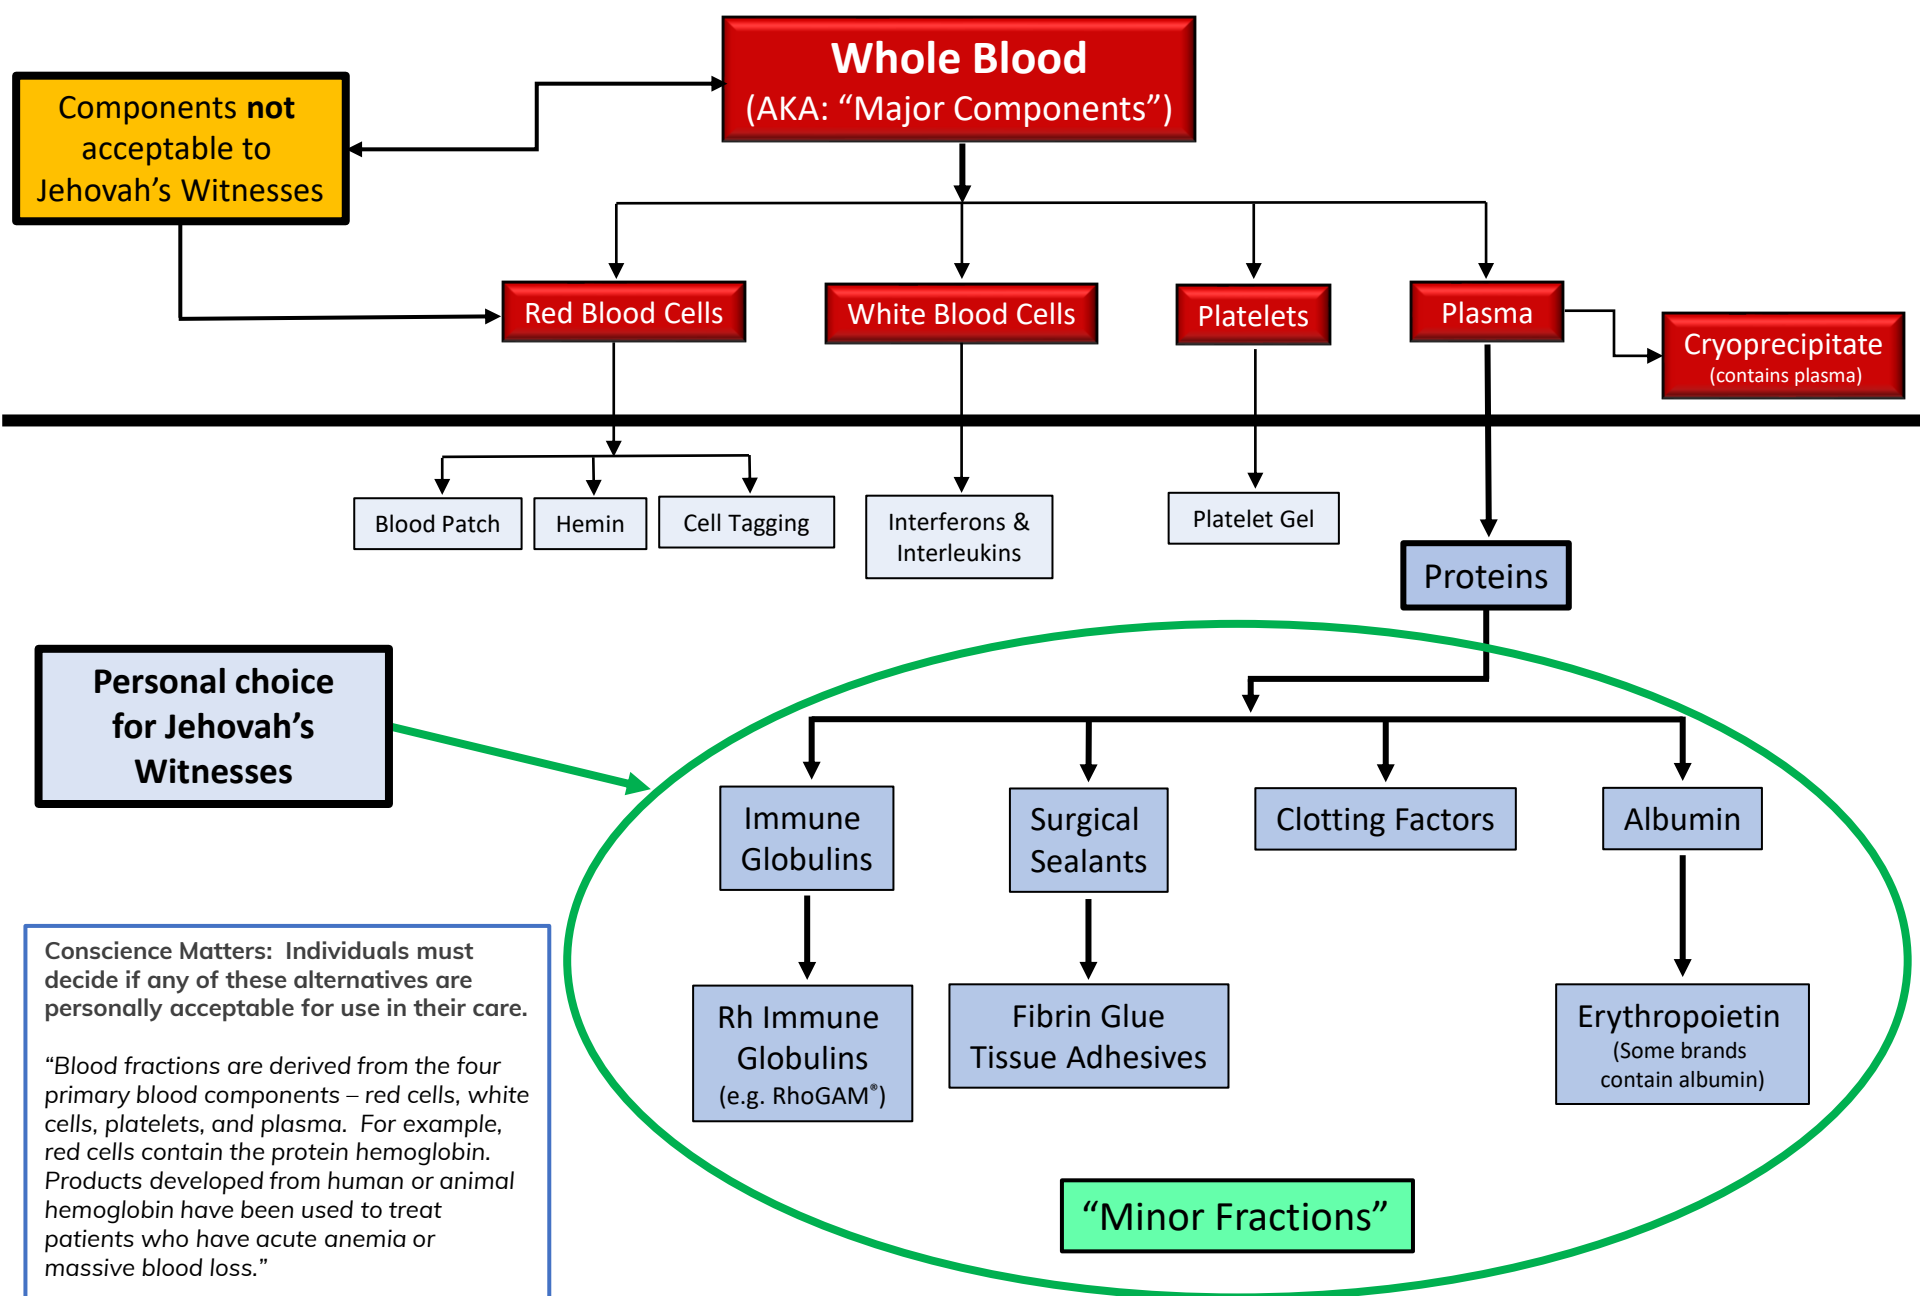 Whole Blood
(AKA: “Major Components”)
Components not
acceptable to
Jehovah’s Witnesses
Red Blood Cells
White Blood Cells
Platelets
Plasma
Cryoprecipitate
(contains plasma)
Blood Patch
Hemin
Cell Tagging
Interferons &
Interleukins
Platelet Gel
Proteins
Personal choice
for Jehovah’s
Witnesses
Immune
Globulins
Surgical
Sealants
Clotting Factors
Albumin
Rh Immune
Globulins
(e.g. RhoGAM®)
Fibrin Glue
Tissue Adhesives
Erythropoietin
(Some brands
contain albumin)
“Minor Fractions”
Conscience Matters:  Individuals must
decide if any of these alternatives are
personally acceptable for use in their care.
“Blood fractions are derived from the four
primary blood components – red cells, white
cells, platelets, and plasma.  For example,
red cells contain the protein hemoglobin.
Products developed from human or animal
hemoglobin have been used to treat
patients who have acute anemia or
massive blood loss.”